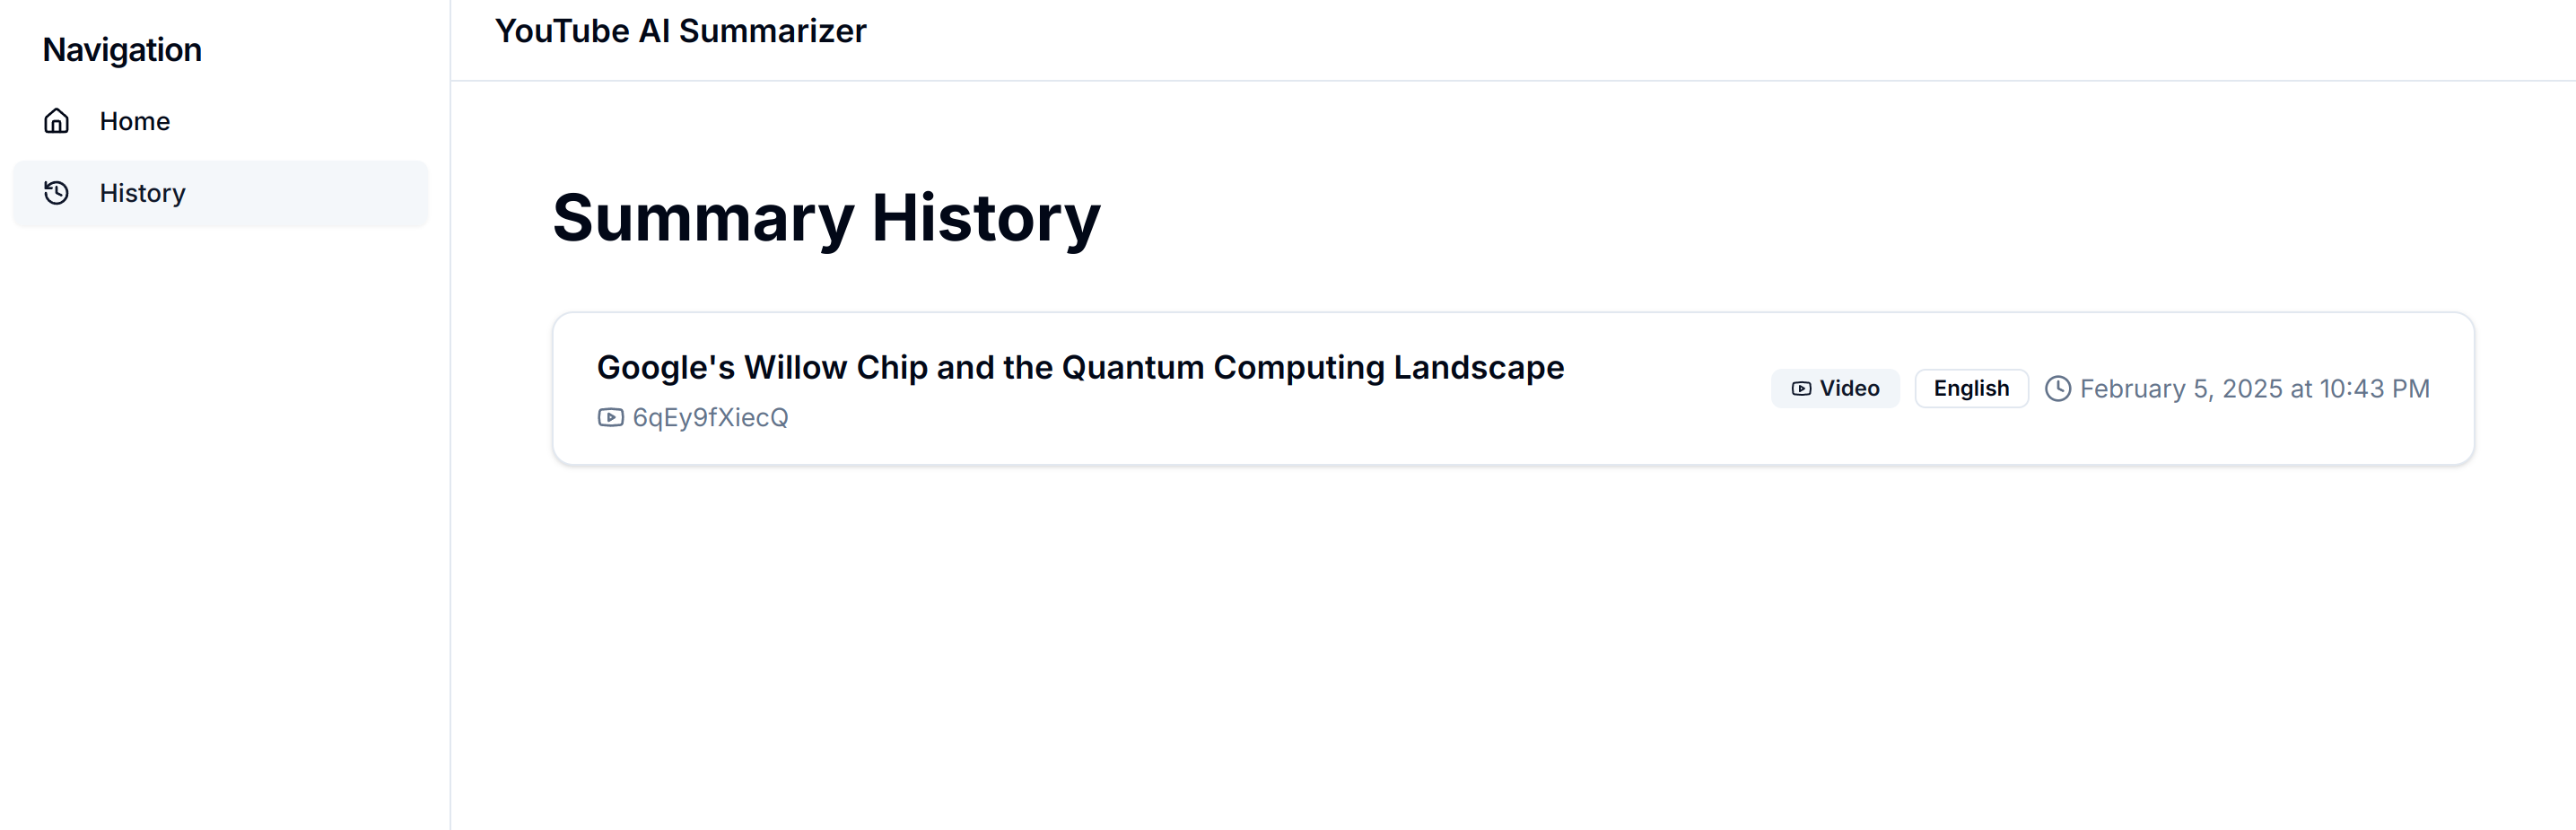 Navigation
Home
History
YouTube AI Summarizer
Summary History
Google's Willow Chip and the Quantum Computing Landscape
6qEy9fXiecQ
Video
English
February 5, 2025 at 10:43 PM